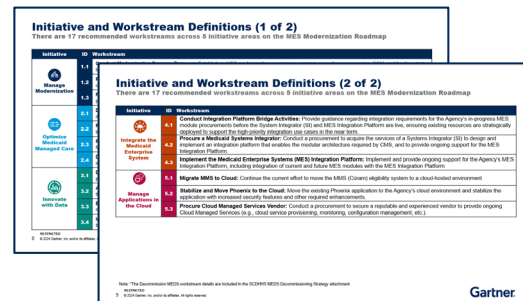 Initiative and Workstream Definitions (1 of 2)
There are 17 recommended workstreams across 5 initiative areas on the MES Modernization Roadmap
Initiative ID Workstream
Manage
Modernization
1.1
1.2
1.3
Optimize
Medicaid
Managed Care
2.1
2.2
2.3
2.4
Innovate
with Data
3.1
3.2
3.3
3.4
RESTRICTED
8 © 2024 Gartner, Inc. and/or its affiliates.
Initiative and Workstream Definitions (2 of 2)
There are 17 recommended workstreams across 5 initiative areas on the MES Modernization Roadmap
Initiative ID Workstream
Integrate the
Medicaid
Enterprise
System
4.1 Conduct Integration Platform Bridge Activities: Provide guidance regarding integration requirements for the Agency's in-progress MES
module procurements before the System Integrator (SI) and MES Integration Platform are live, ensuring existing resources are strategically
deployed to support the high-priority integration use cases in the near term.
4.2 Procure a Medicaid Systems Integrator: Conduct a procurement to acquire the services of a Systems Integrator (SI) to design and
implement an integration platform that enables the modular architecture required by CMS, and to provide ongoing support for the MES
Integration Platform.
4.3 Implement the Medicaid Enterprise Systems (MES) Integration Platform: Implement and provide ongoing support for the Agency's MES
Integration Platform, including integration of current and future MES modules with the MES Integration Platform
Manage
Applications in
the Cloud
5.1 Migrate MMIS to Cloud: Continue the current effort to move the MMIS (Cúram) eligibility system to a cloud-hosted environment.
5.2 Stabilize and Move Phoenix to the Cloud: Move the existing Phoenix application to the Agency's cloud environment and stabilize the
application with increased security features and other required enhancements.
5.3 Procure Cloud Managed Services Vendor: Conduct a procurement to secure a reputable and experienced vendor to provide ongoing
Cloud Managed Services (e.g., cloud service provisioning, monitoring, configuration management, etc.).
Note: *The Decommission MEDS workstream details are included in the SCDHHS MEDS Decommissioning Strategy attachment.
RESTRICTED
9 © 2024 Gartner, Inc. and/or its affiliates. All rights reserved.
Gartner